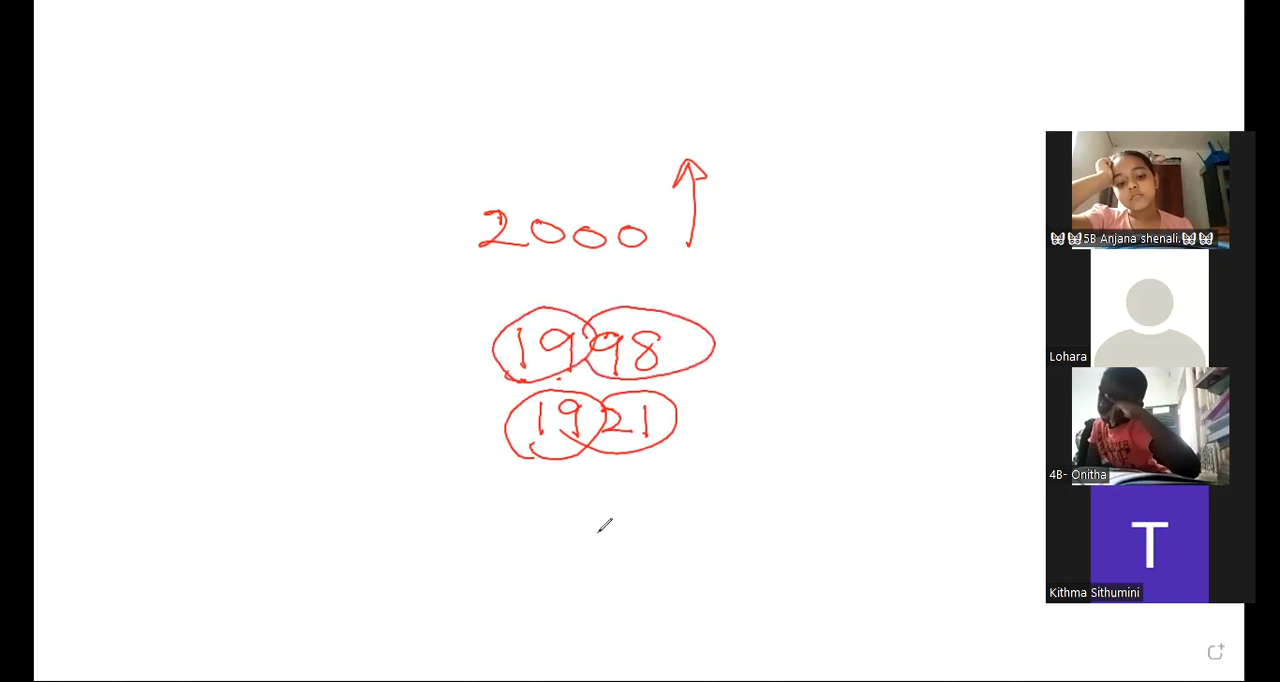 2000
1998
1921
🦋🦋5B Anjana shenali.🦋🦋
Lohara
4B- Onitha
T
Kithma Sithumini